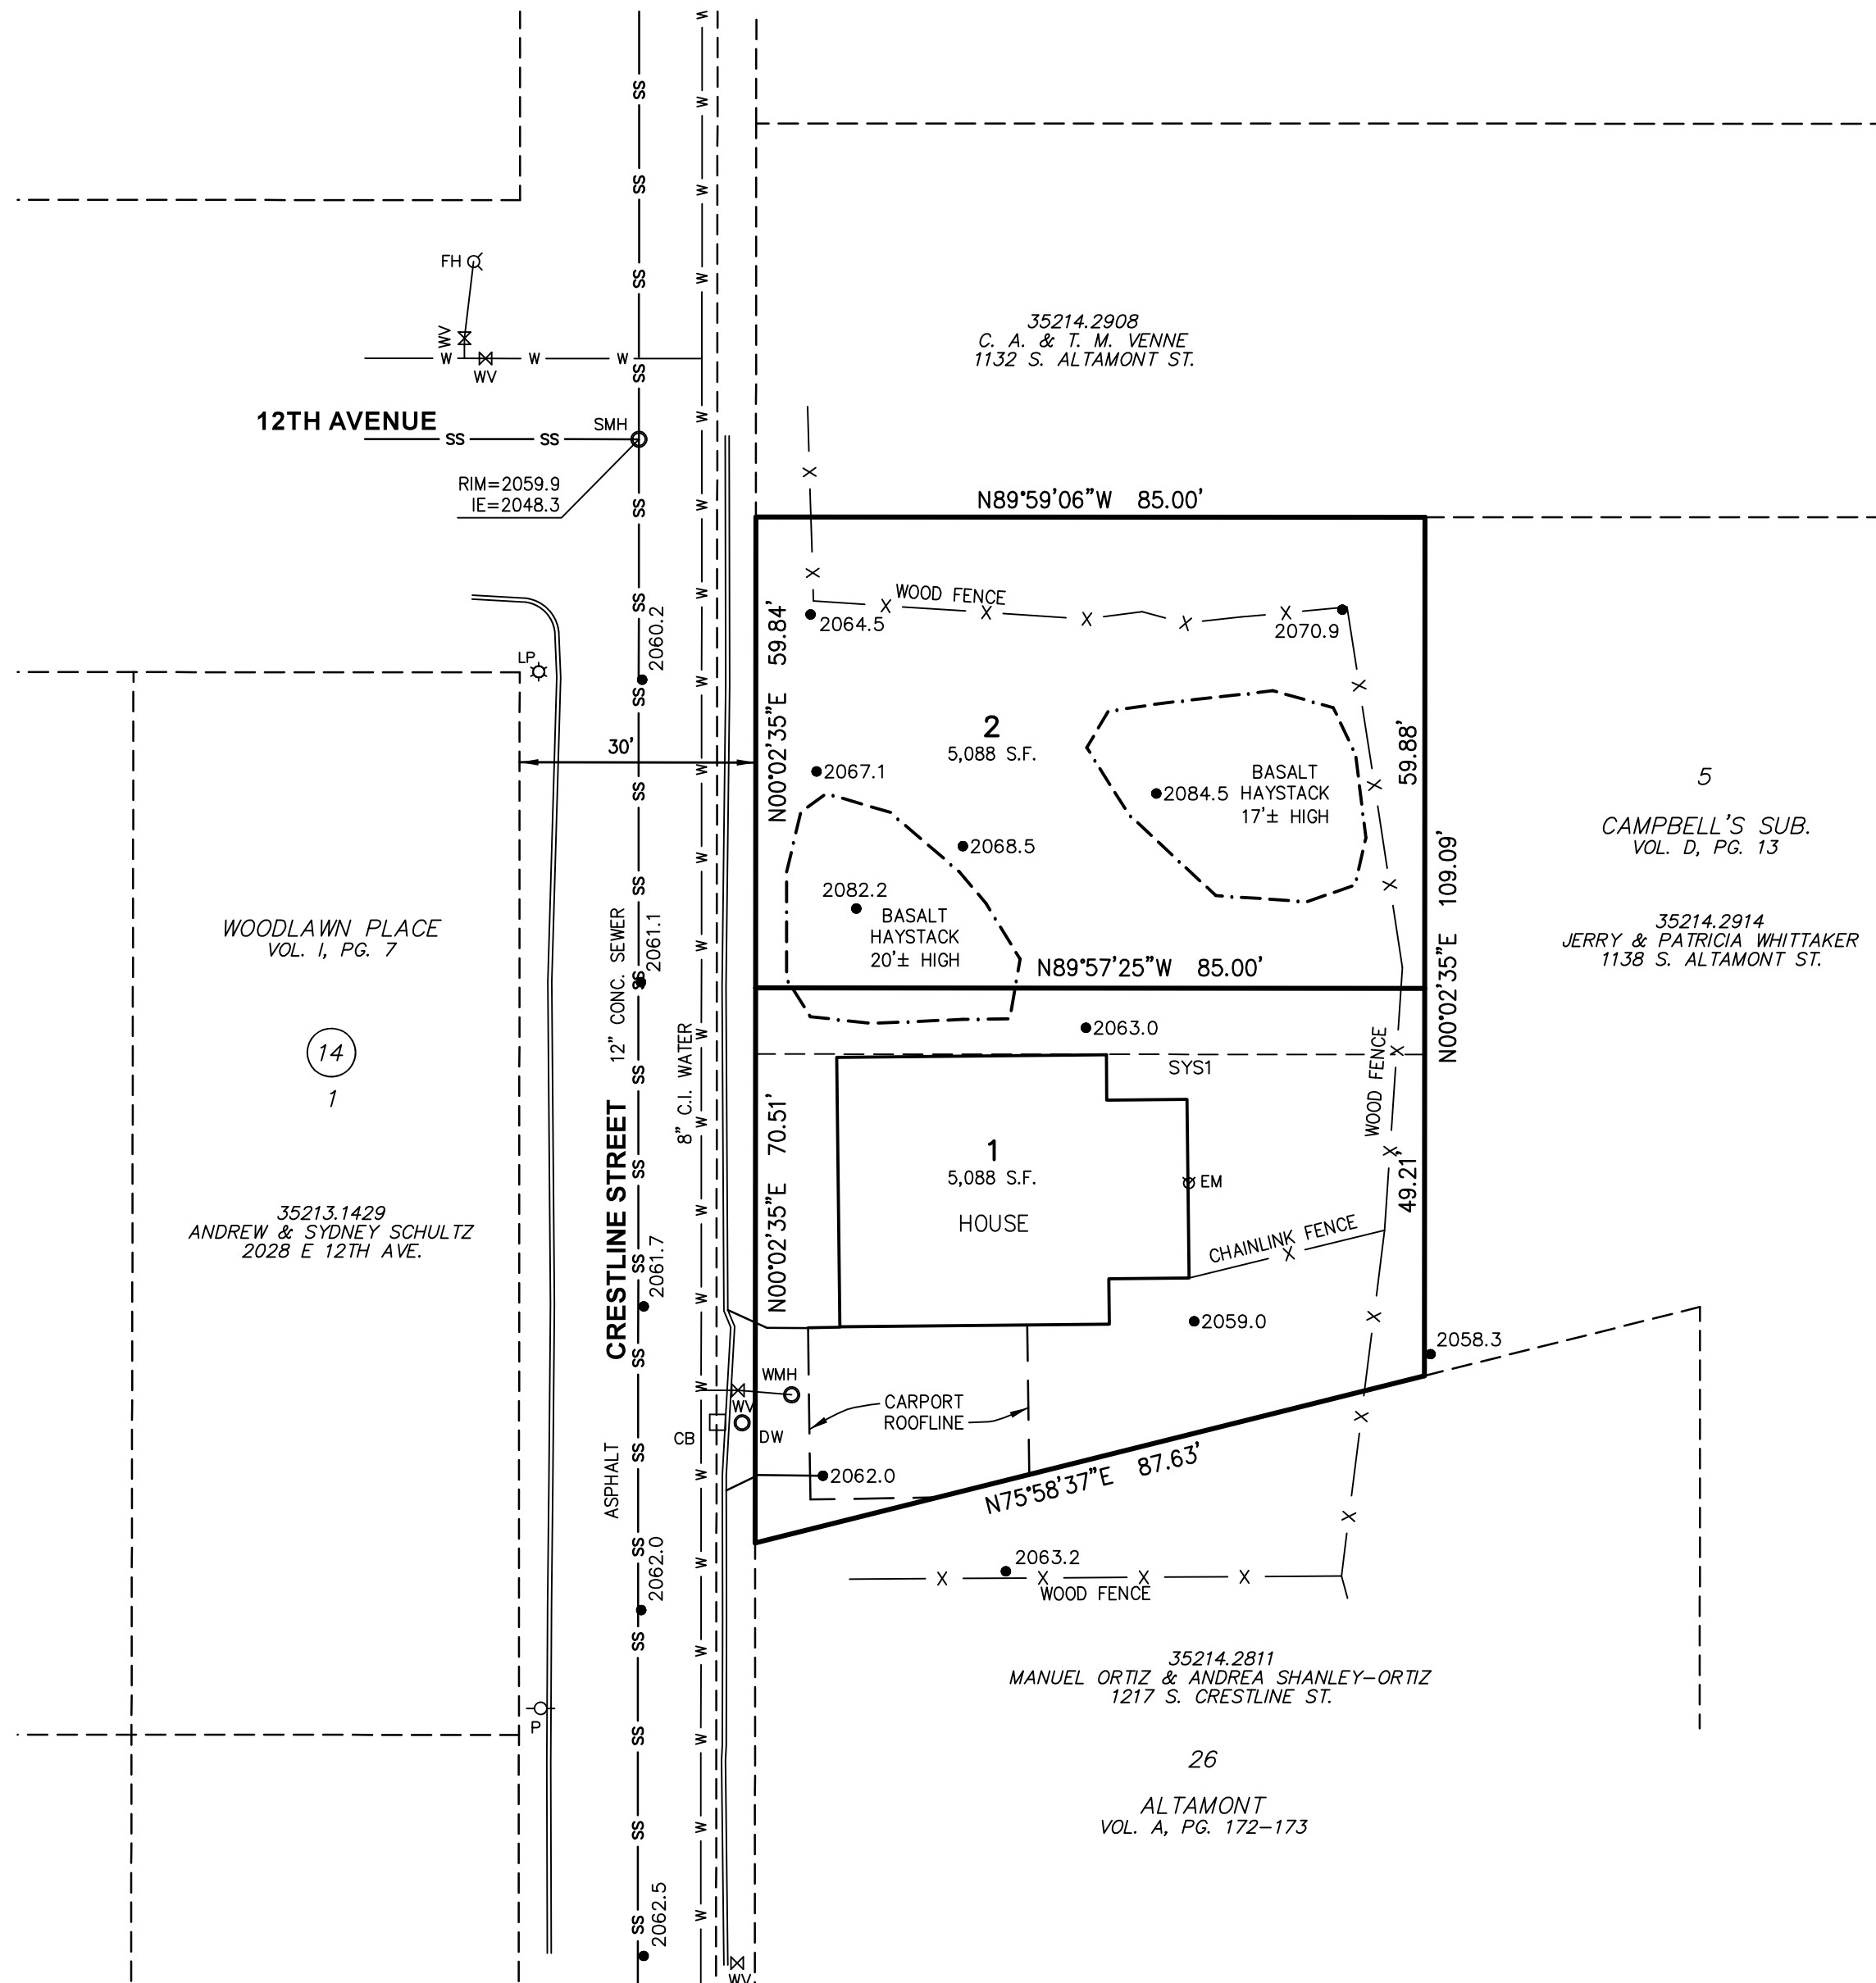 FH
WV
W W W
WV
35214.2908
C. A. & T. M. VENNE
1132 S. ALTAMONT ST.
12TH AVENUE
SS SS
SMH
RIM=2059.9
IE=2048.3
N89°59'06"W 85.00'
WOOD FENCE
2064.5
2070.9
2060.2
LP
30'
N00°02'35"E 59.84'
2
5,088 S.F.
59.88'
2067.1
BASALT
HAYSTACK
17'± HIGH
2084.5
2068.5
2082.2
BASALT
HAYSTACK
20'± HIGH
5
CAMPBELL'S SUB.
VOL. D, PG. 13
N00°02'35"E 109.09'
35214.2914
JERRY & PATRICIA WHITTAKER
1138 S. ALTAMONT ST.
WOODLAWN PLACE
VOL. I, PG. 7
12" CONC. SEWER
2061.1
N89°57'25"W 85.00'
14
1
8" C.I. WATER
2063.0
SYS1
WOOD FENCE
CRESTLINE STREET
N00°02'35"E 70.51'
1
5,088 S.F.
HOUSE
EM
49.21'
35213.1429
ANDREW & SYDNEY SCHULTZ
2028 E 12TH AVE.
2061.7
CHAINLINK FENCE
2059.0
2058.3
WMH
WV
CB
DW
CARPORT
ROOFLINE
ASPHALT
2062.0
N75°58'37"E 87.63'
2062.0
2063.2
WOOD FENCE
35214.2811
MANUEL ORTIZ & ANDREA SHANLEY-ORTIZ
1217 S. CRESTLINE ST.
P
26
ALTAMONT
VOL. A, PG. 172-173
2062.5
WV